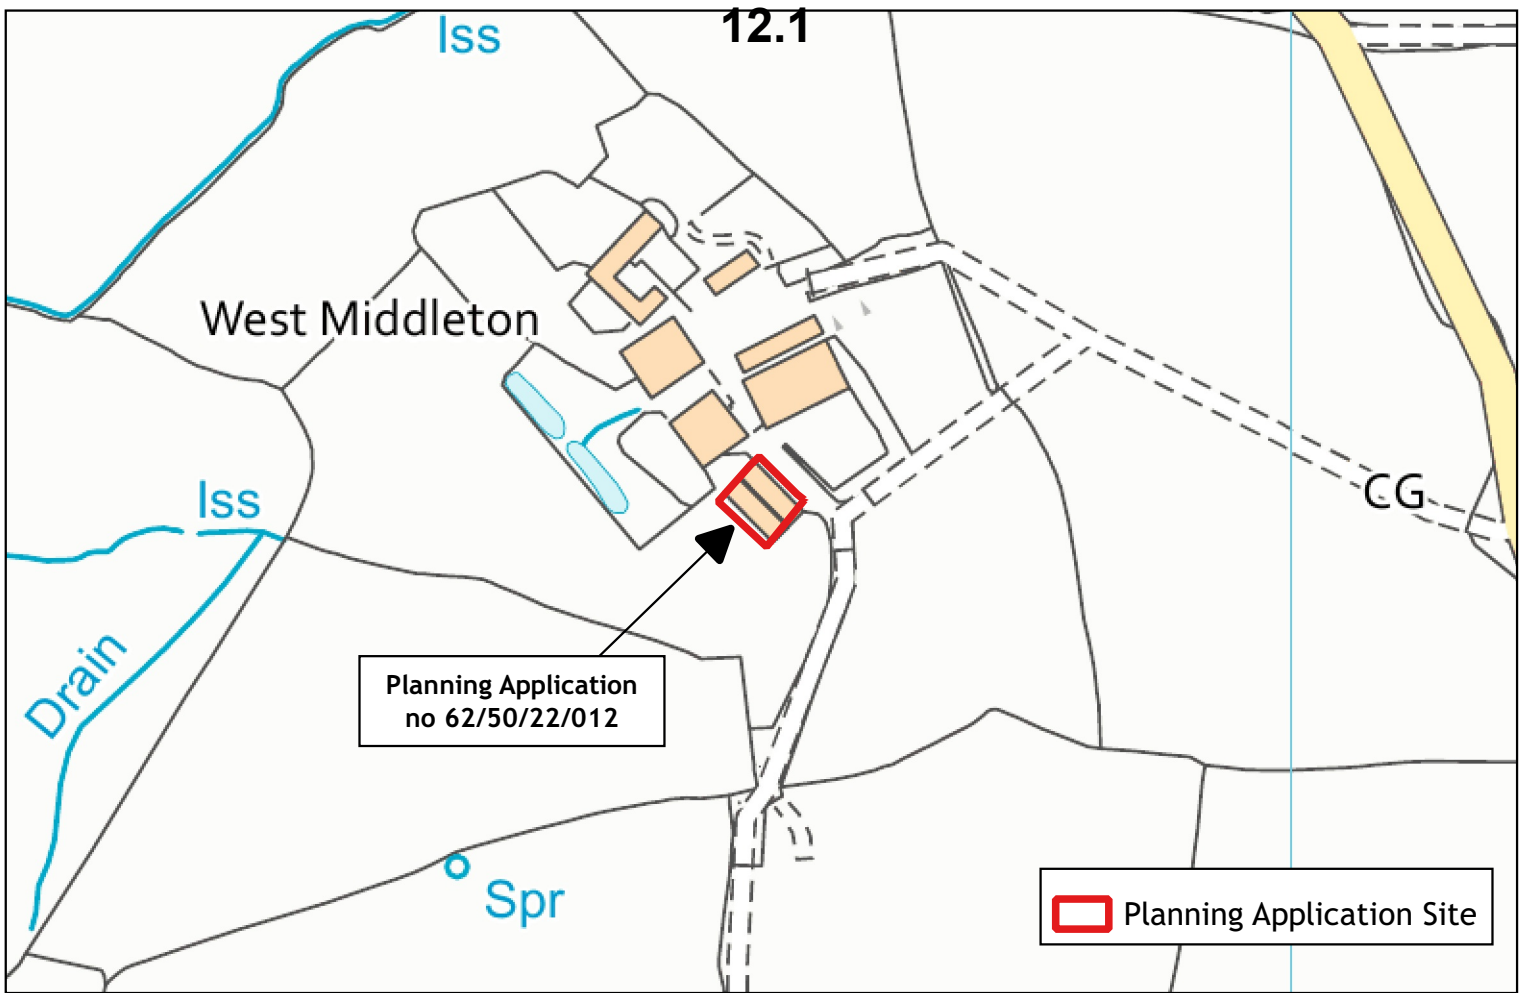 12.1
Iss
West Middleton
Iss
CG
Drain
Planning Application
no 62/50/22/012
Spr
Planning Application Site